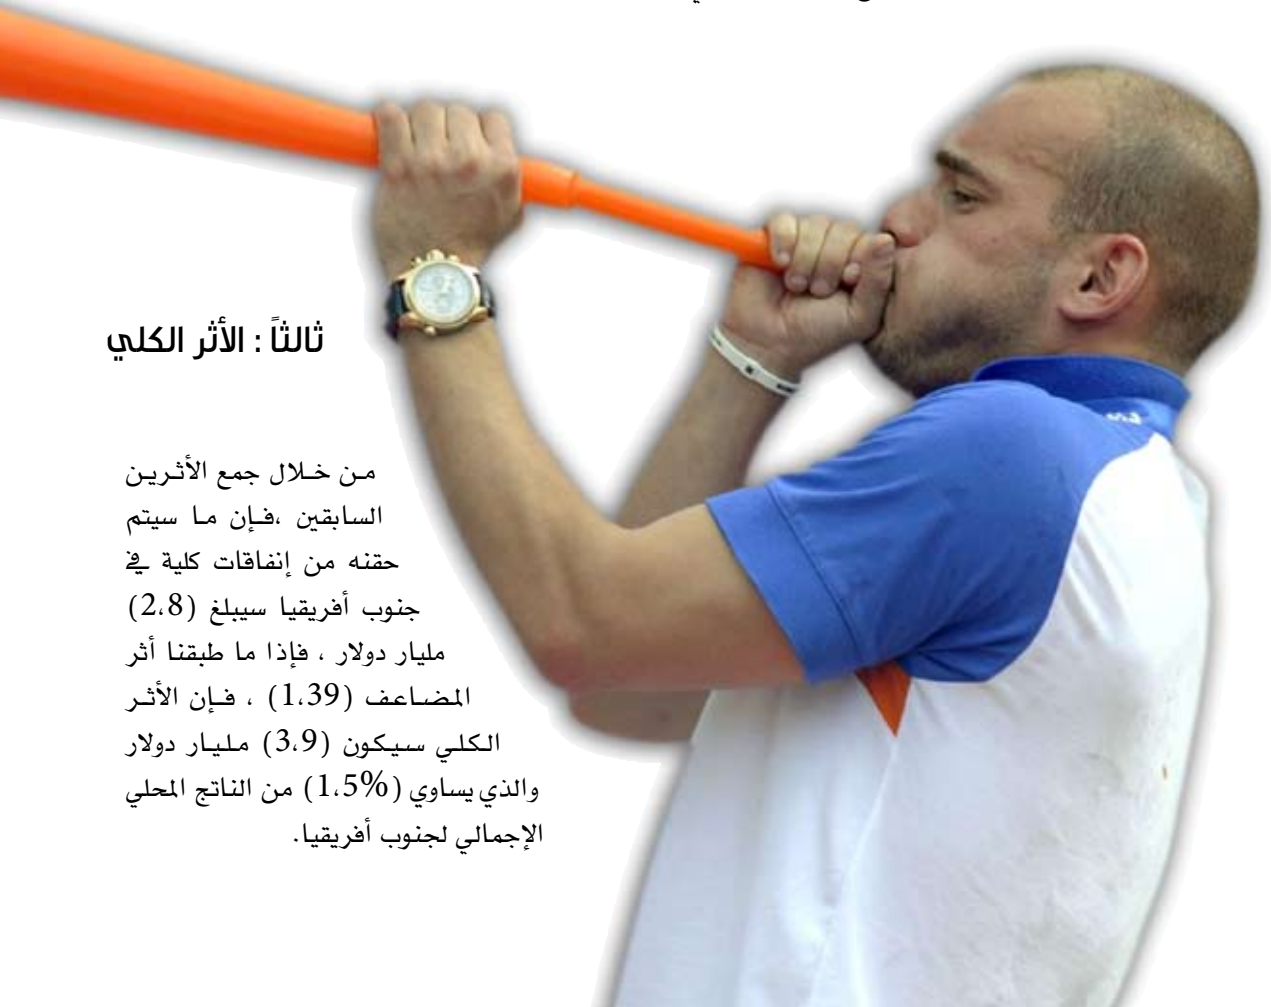 ثالثاً : الأثر الكلي
من خلال جمع الأثرين
السابقين ،فإن ما سيتم
حقنه من إنفاقات كلية في
جنوب أفريقيا سيبلغ (2،8)
مليار دولار ، فإذا ما طبقنا أثر
المضاعف (1،39) ، فإن الأثر
الكلي سيكون (3،9) مليار دولار
والذي يساوي (1،5%) من الناتج المحلي
الإجمالي لجنوب أفريقيا.